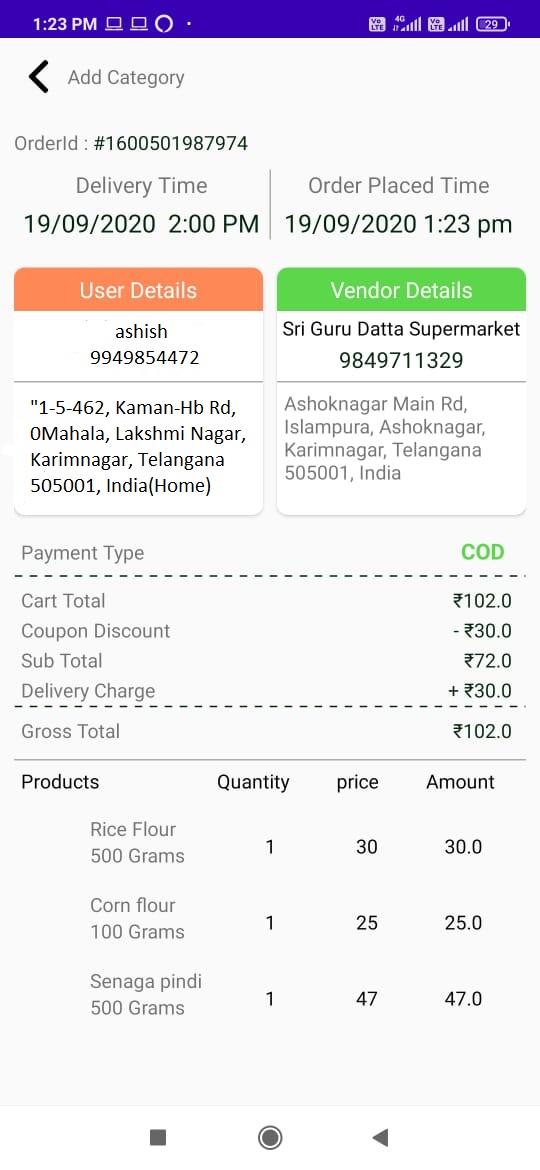 1:23 PM
Vo LTE 4G Vo LTE 29
Add Category
OrderId : #1600501987974
Delivery Time
19/09/2020 2:00 PM
Order Placed Time
19/09/2020 1:23 pm
User Details
ashish
9949854472
"1-5-462, Kaman-Hb Rd,
0Mahala, Lakshmi Nagar,
Karimnagar, Telangana
505001, India(Home)
Vendor Details
Sri Guru Datta Supermarket
9849711329
Ashoknagar Main Rd,
Islampura, Ashoknagar,
Karimnagar, Telangana
505001, India
Payment Type COD
Cart Total ₹102.0
Coupon Discount - ₹30.0
Sub Total ₹72.0
Delivery Charge + ₹30.0
Gross Total ₹102.0
Products Quantity price Amount
Rice Flour
500 Grams 1 30 30.0
Corn flour
100 Grams 1 25 25.0
Senaga pindi
500 Grams 1 47 47.0